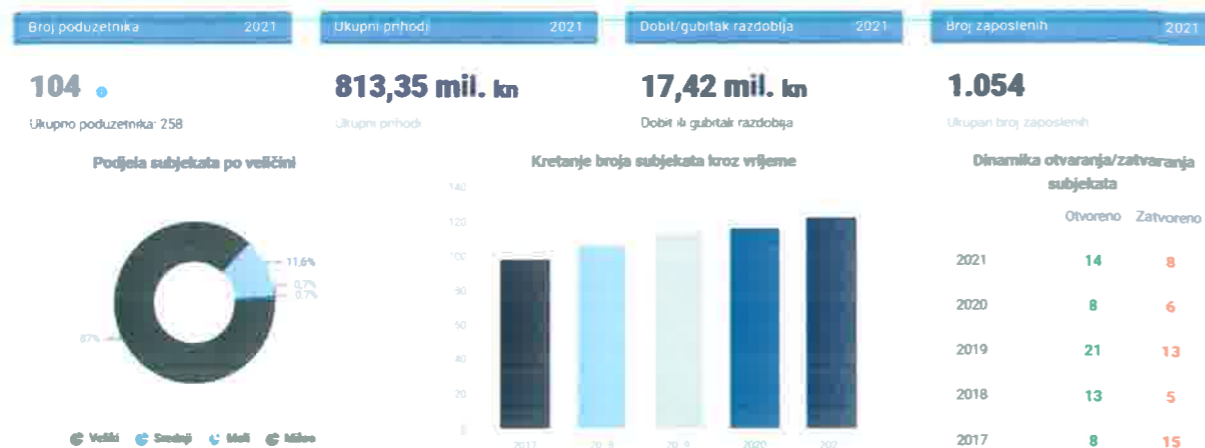 Broj poduzetnika 2021
Ukupni prihodi 2021
Dobit/gubitak razdoblja 2021
Broj zaposlenih 2021
104
813,35 mil. kn
17,42 mil. kn
1.054
Ukupno poduzetnika: 258
Ukupni prihodi
Dobit ili gubitak razdoblja
Ukupan broj zaposlenih
Podjela subjekata po veličini
11,6%
0,7%
0,7%
87%
Veliki Srednji Mali Mikro
Kretanje broja subjekata kroz vrijeme
140
120
100
80
60
40
20
0
2017 2018 2019 2020
Dinamika otvaranja/zatvaranja
subjekata
Otvoreno Zatvoreno
2021 14 8
2020 8 6
2019 21 13
2018 13 5
2017 8 15